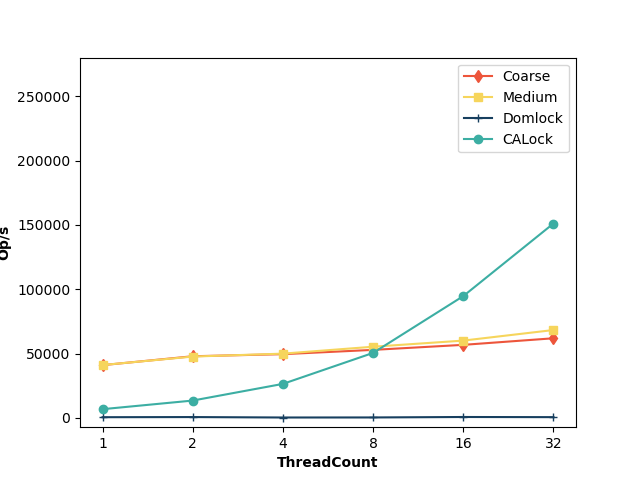 Coarse
Medium
Domlock
CALock
250000
200000
150000
100000
50000
0
Op/s
1 2 4 8 16 32
ThreadCount